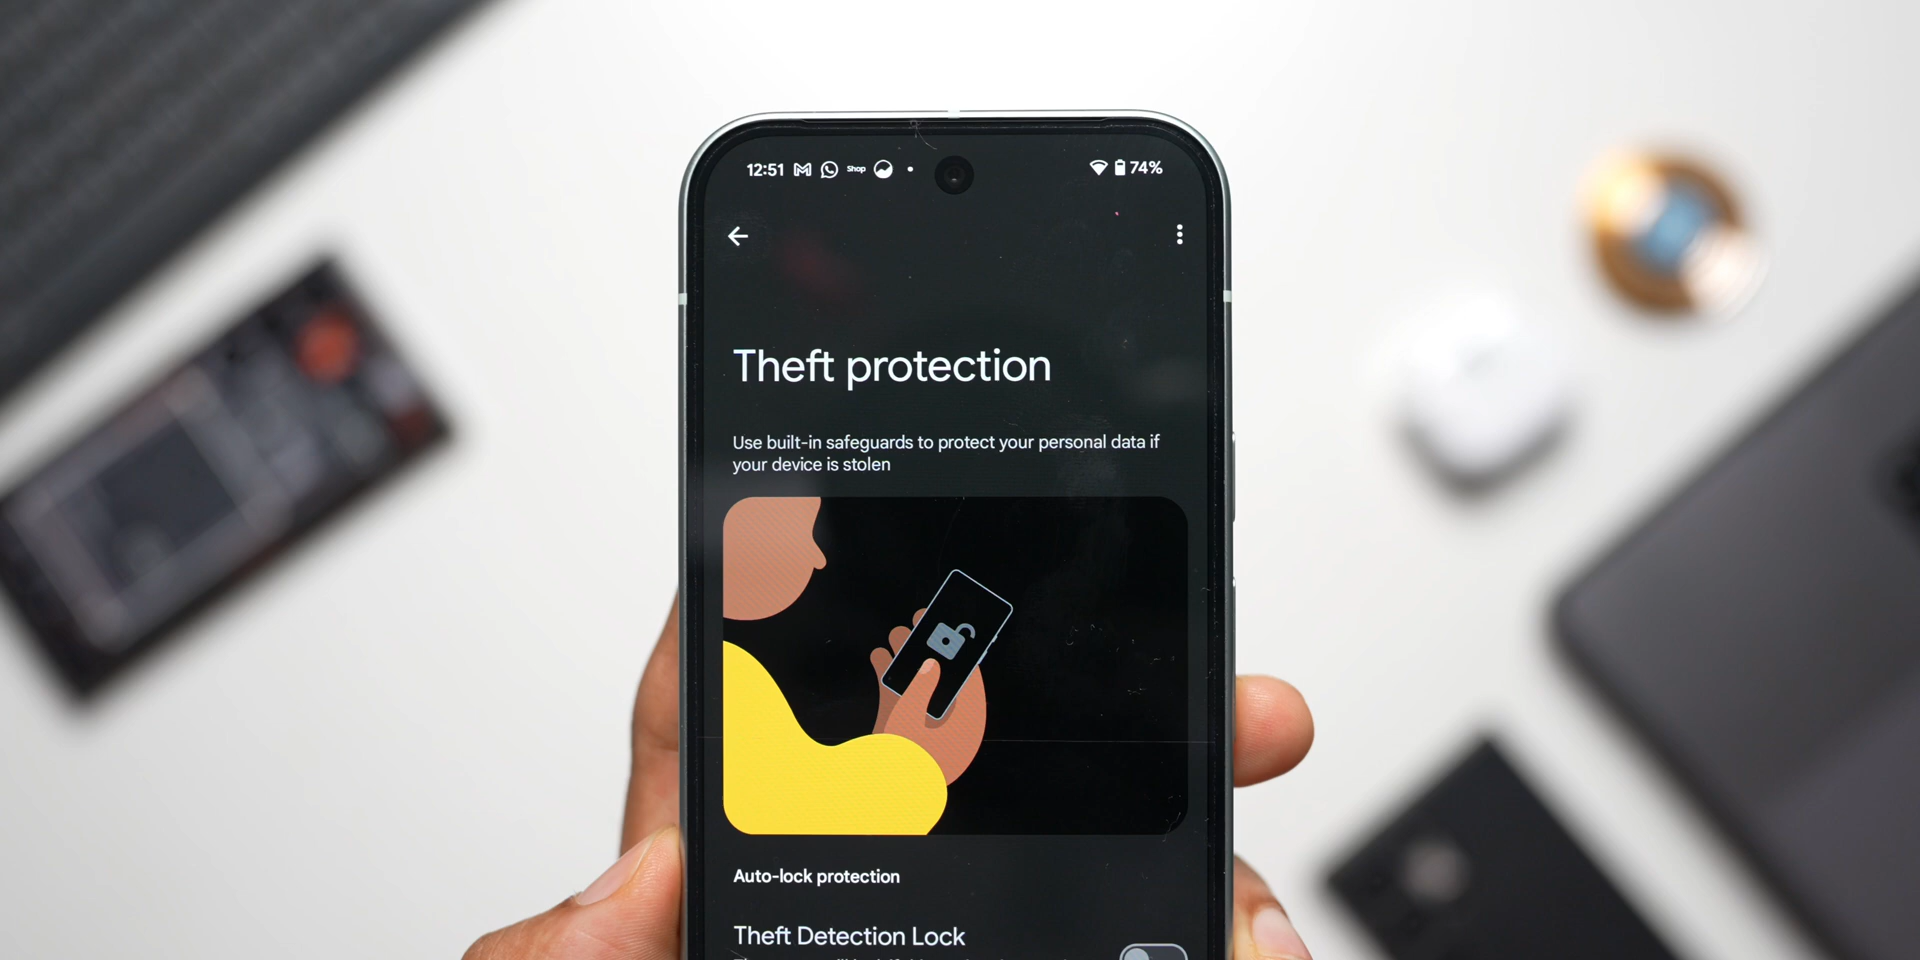 12:51 Shop 74%
Theft protection
Use built-in safeguards to protect your personal data if
your device is stolen
Auto-lock protection
Theft Detection Lock